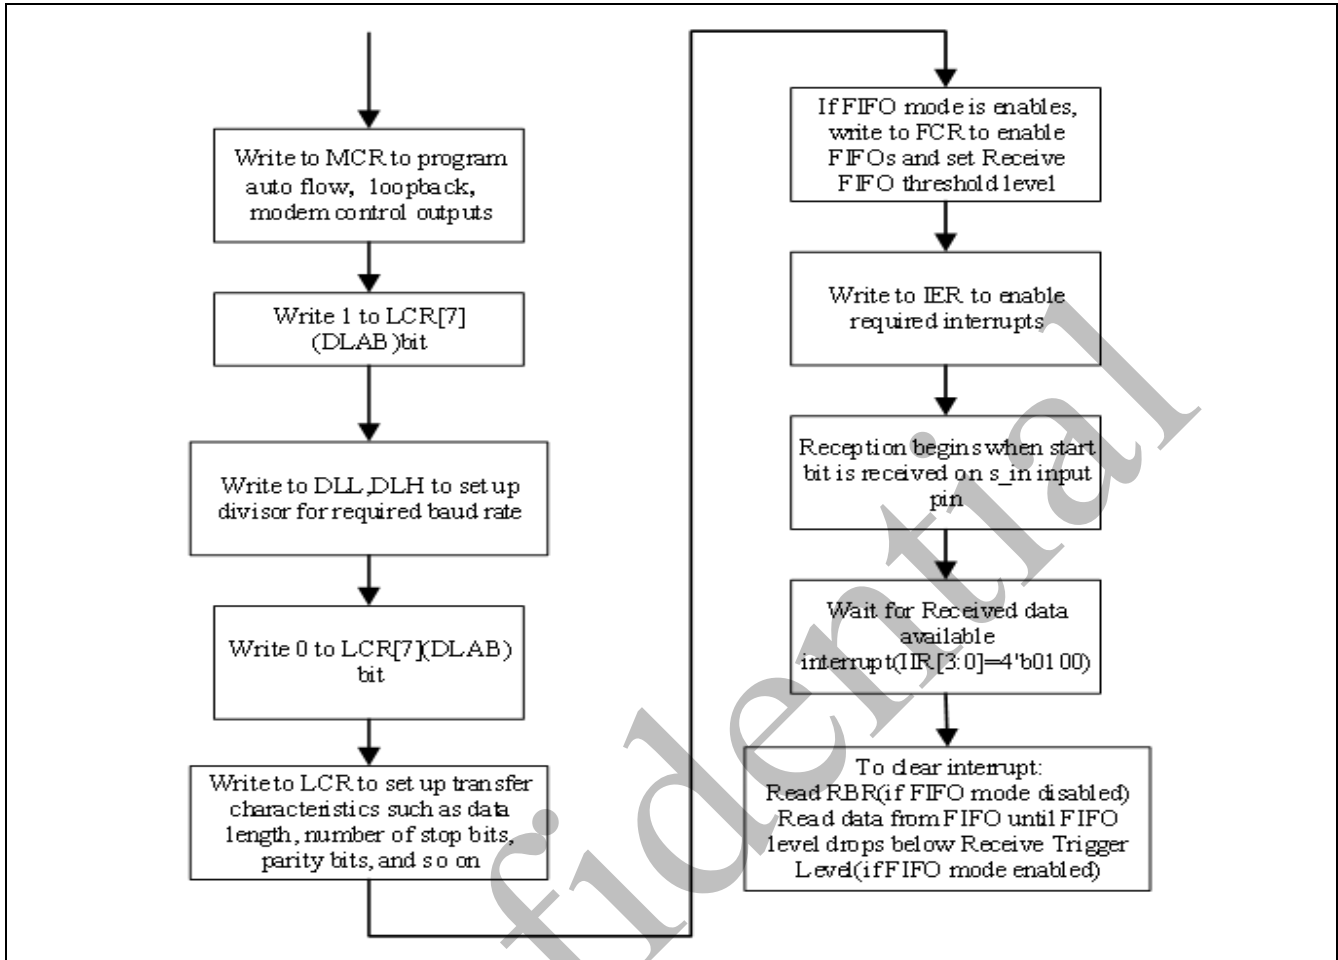 Write to MCR to program
auto flow, loopback,
modem control outputs
Write 1 to LCR[7]
(DLAB)bit
Write to DLL,DLH to set up
divisor for required baud rate
Write 0 to LCR[7](DLAB)
bit
Write to LCR to set up transfer
characteristics such as data
length, number of stop bits,
parity bits, and so on
If FIFO mode is enables,
write to FCR to enable
FIFOs and set Receive
FIFO threshold level
Write to IER to enable
required interrupts
Reception begins when start
bit is received on s_in input
pin
Wait for Received data
available
interrupt(IIR[3:0]=4'b0100)
To clear interrupt:
Read RBR(if FIFO mode disabled)
Read data from FIFO until FIFO
level drops below Receive Trigger
Level(if FIFO mode enabled)
fidential